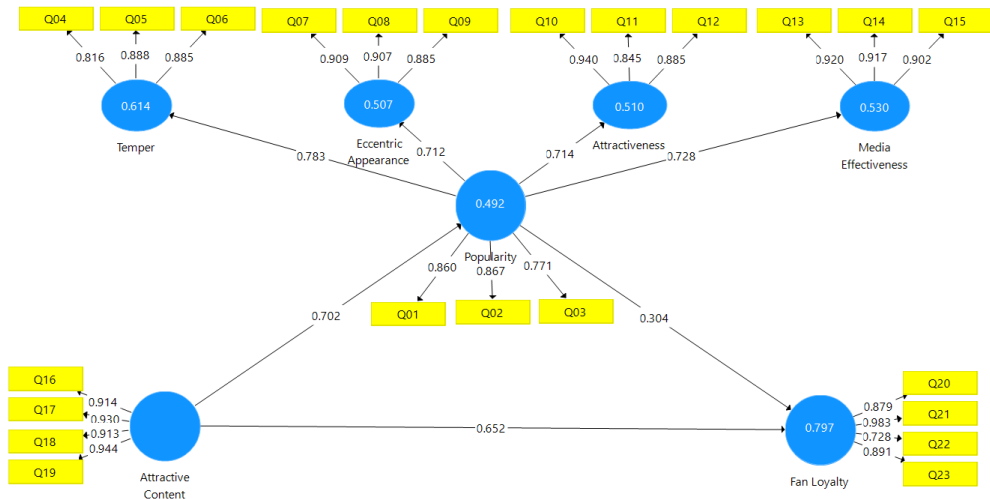 Q04 Q05 Q06 Q07 Q08 Q09 Q10 Q11 Q12 Q13 Q14 Q15
0.816 0.888 0.885 0.909 0.907 0.885 0.940 0.845 0.885 0.920 0.917 0.902
0.614 0.507 0.510 0.530
Temper
Eccentric
Appearance
Attractiveness
Media
Effectiveness
0.783 0.712 0.714 0.728
0.492
Popularity
0.860 0.867 0.771
Q01 Q02 Q03
0.702 0.304
Q16
Q17
Q18
Q19
0.914
0.930
0.913
0.944
Attractive
Content
0.652
0.797
Fan Loyalty
0.879
0.983
0.728
0.891
Q20
Q21
Q22
Q23